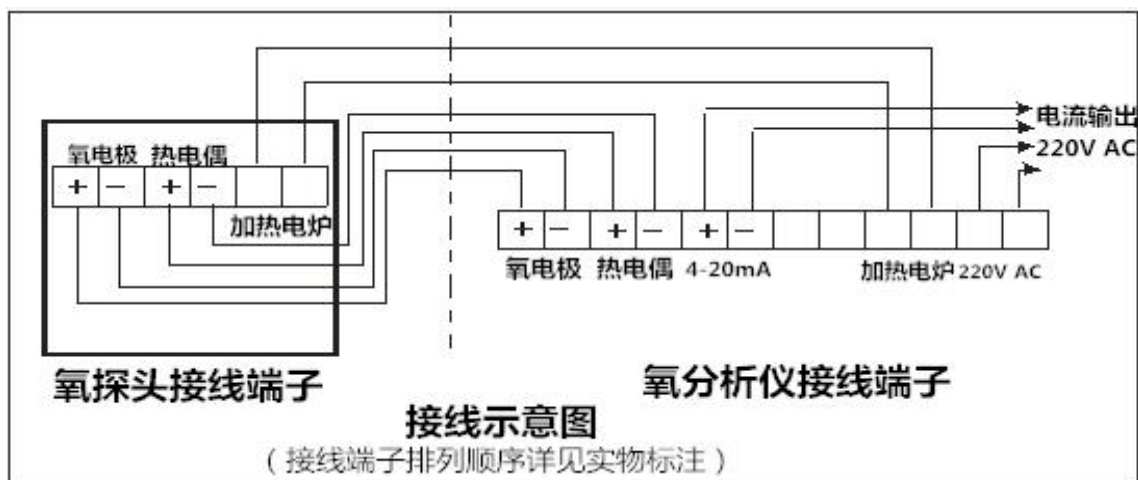 电流输出
220V AC
氧电极 热电偶
+ − + −
加热电炉
+ − + − + −
氧电极 热电偶 4-20mA 加热电炉 220V AC
氧探头接线端子
氧分析仪接线端子
接线示意图
（接线端子排列顺序详见实物标注）